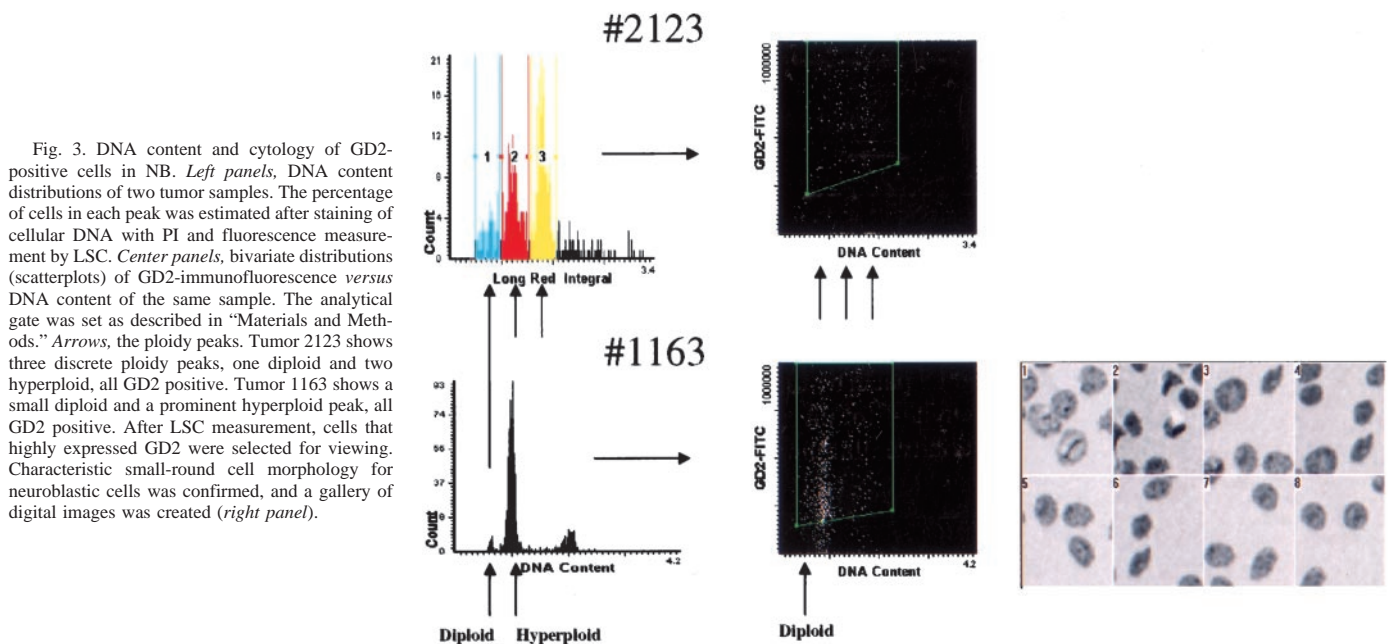 Fig. 3. DNA content and cytology of GD2-
positive cells in NB. Left panels, DNA content
distributions of two tumor samples. The percentage
of cells in each peak was estimated after staining of
cellular DNA with PI and fluorescence measure-
ment by LSC. Center panels, bivariate distributions
(scatterplots) of GD2-immunofluorescence versus
DNA content of the same sample. The analytical
gate was set as described in “Materials and Meth-
ods.” Arrows, the ploidy peaks. Tumor 2123 shows
three discrete ploidy peaks, one diploid and two
hyperploid, all GD2 positive. Tumor 1163 shows a
small diploid and a prominent hyperploid peak, all
GD2 positive. After LSC measurement, cells that
highly expressed GD2 were selected for viewing.
Characteristic small-round cell morphology for
neuroblastic cells was confirmed, and a gallery of
digital images was created (right panel).
#2123
21
12
4
0
Count
1 2 3
Long Red Integral
3.4
1000000
GD2-FITC
DNA Content
3.4
#1163
93
74
56
37
0
Count
DNA Content
4.2
Diploid Hyperploid
1000000
GD2-FITC
DNA Content
4.2
Diploid
1 2 3 4
5 6 7 8